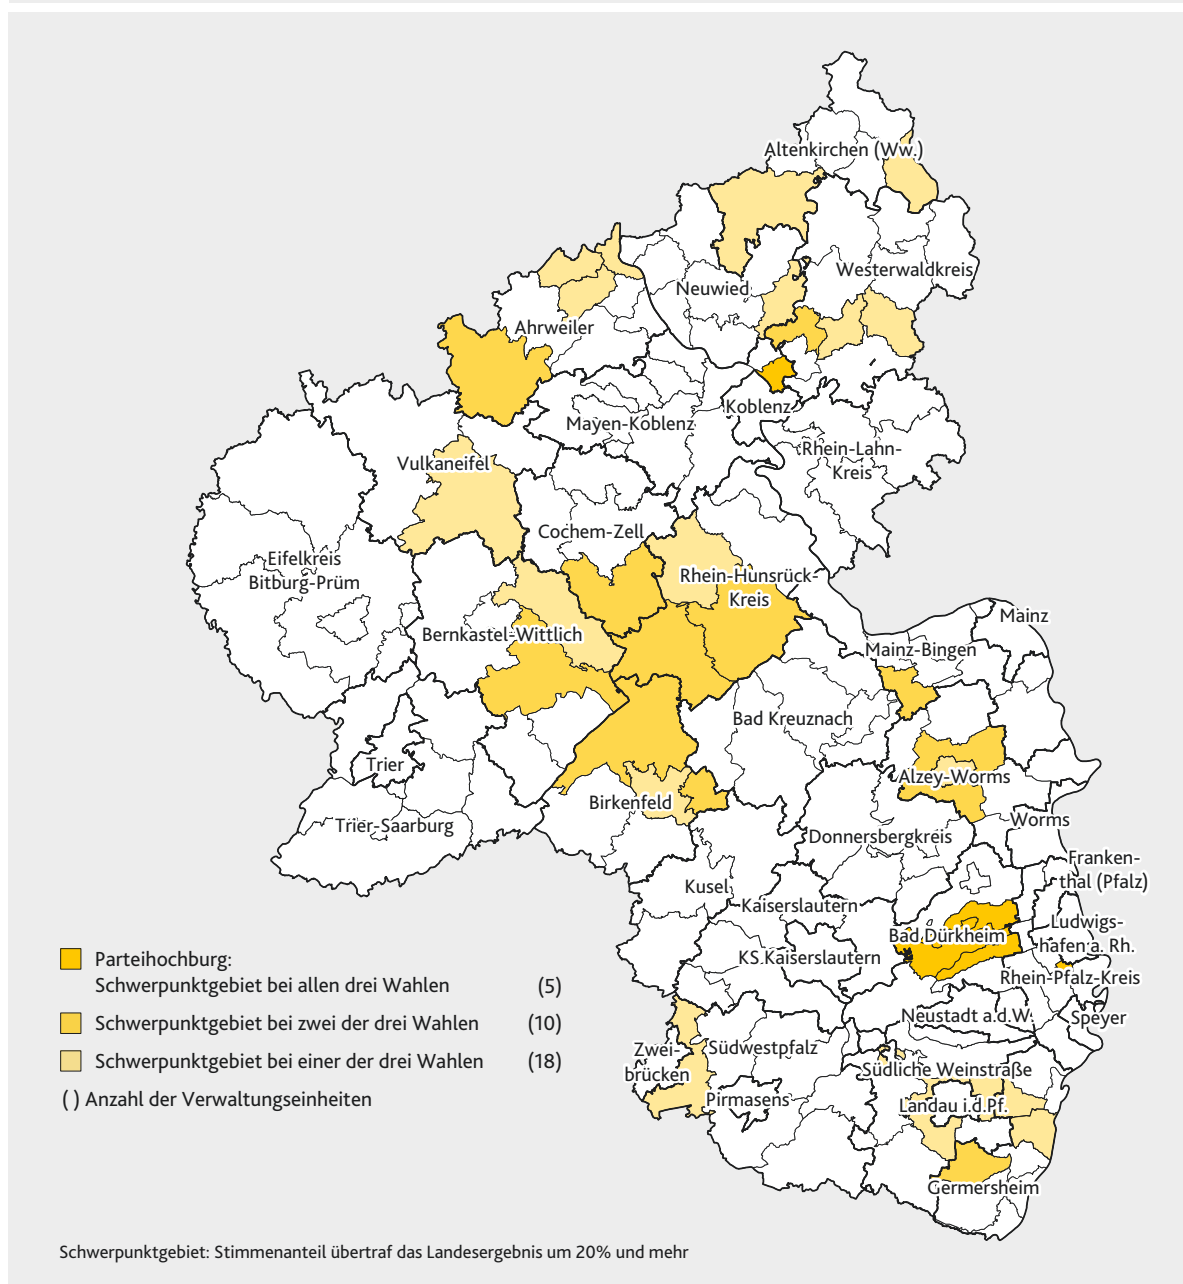 Altenkirchen (Ww.)
Westerwaldkreis
Neuwied
Ahrweiler
Koblenz
Mayen-Koblenz
Rhein-Lahn-
Kreis
Vulkaneifel
Cochem-Zell
Eifelkreis
Bitburg-Prüm
Rhein-Hunsrück-
Kreis
Mainz
Bernkastel-Wittlich
Mainz-Bingen
Bad Kreuznach
Trier
Alzey-Worms
Birkenfeld
Trier-Saarburg
Worms
Donnersbergkreis
Franken-
thal (Pfalz)
Kusel
Kaiserslautern
Ludwigs-
hafen a. Rh.
Bad Dürkheim
KS.Kaiserslautern
Rhein-Pfalz-Kreis
Neustadt a.d.W.
Speyer
Zwei-
brücken
Südwestpfalz
Südliche Weinstraße
Pirmasens
Landau i.d.Pf.
Germersheim
Parteihochburg:
Schwerpunktgebiet bei allen drei Wahlen (5)
Schwerpunktgebiet bei zwei der drei Wahlen (10)
Schwerpunktgebiet bei einer der drei Wahlen (18)
( ) Anzahl der Verwaltungseinheiten
Schwerpunktgebiet: Stimmenanteil übertraf das Landesergebnis um 20% und mehr